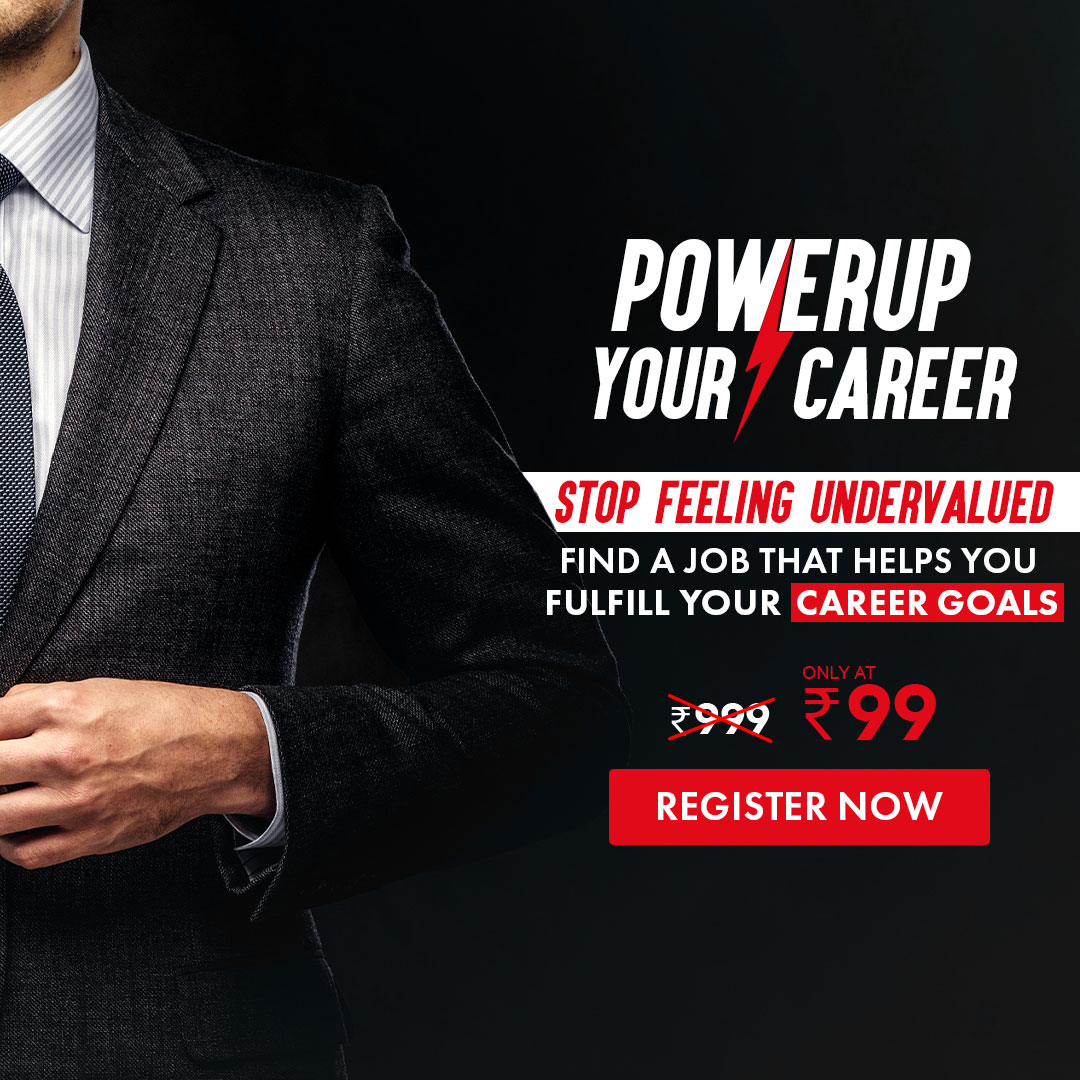 POWERUP
YOUR CAREER
STOP FEELING UNDERVALUED
FIND A JOB THAT HELPS YOU
FULFILL YOUR CAREER GOALS
ONLY AT
₹999 ₹99
REGISTER NOW